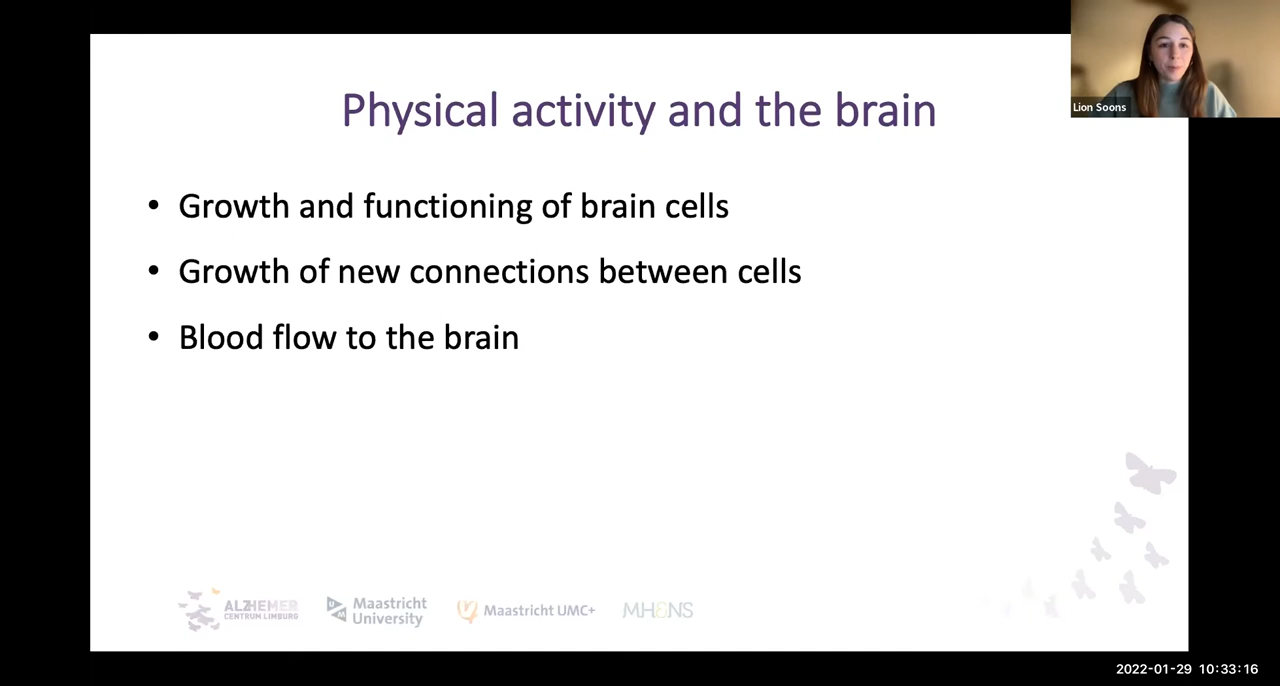 Lion Soons
Physical activity and the brain
• Growth and functioning of brain cells
• Growth of new connections between cells
• Blood flow to the brain
ALZHEIMER
CENTRUM LIMBURG
UM
Maastricht
University
Maastricht UMC+
MHeNS
2022-01-29 10:33:16